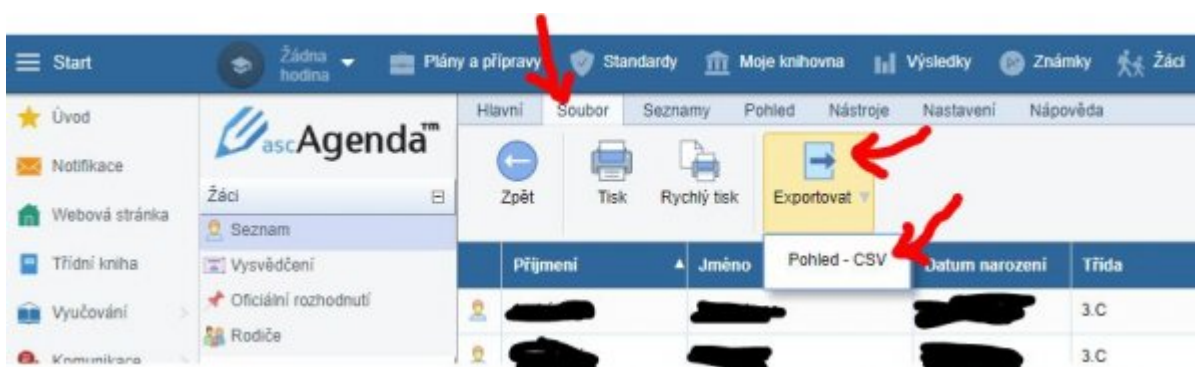 Start
Žádná hodina
Plány a přípravy
Standardy
Moje knihovna
Výsledky
Známky
Žáci
Úvod
Notifikace
Webová stránka
Třídní kniha
Vyučování
Komunikace
ascAgenda™
Žáci
Seznam
Vysvědčení
Oficiální rozhodnutí
Rodiče
Hlavní Soubor Seznamy Pohled Nástroje Nastavení Nápověda
Zpět Tisk Rychlý tisk Exportovat
Pohled - CSV
Příjmení Jméno Datum narození Třída
3.C
3.C